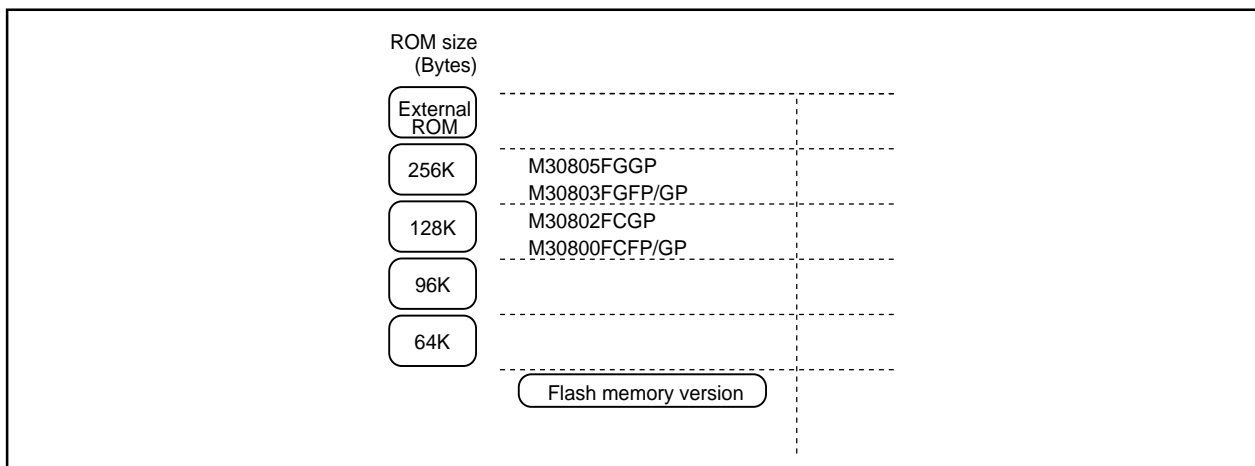 ROM size
(Bytes)
External
ROM
256K
M30805FGGP
M30803FGFP/GP
128K
M30802FCGP
M30800FCFP/GP
96K
64K
Flash memory version